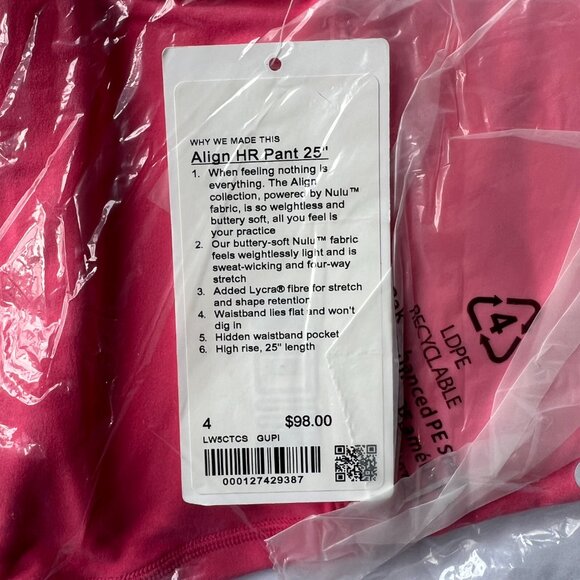 WHY WE MADE THIS
Align HR Pant 25"
1. When feeling nothing is
everything. The Align
collection, powered by Nulu™
fabric, is so weightless and
buttery soft, all you feel is
your practice
2. Our buttery-soft Nulu™ fabric
feels weightlessly light and is
sweat-wicking and four-way
stretch
3. Added Lycra® fibre for stretch
and shape retention
4. Waistband lies flat and won't
dig in
5. Hidden waistband pocket
6. High rise, 25" length
4 $98.00
LW5CTCS GUPI
000127429387
4
LDPE
RECYCLABLE